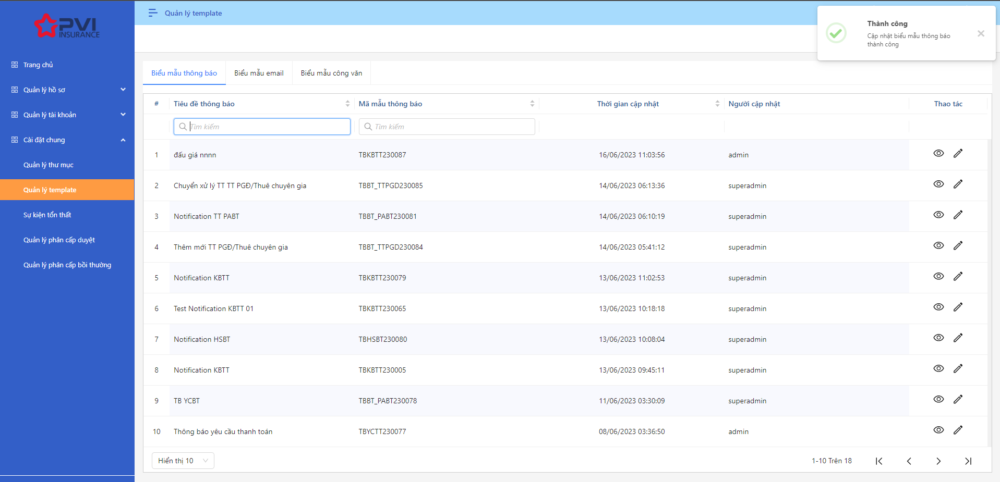 PVI
INSURANCE
Trang chủ
Quản lý hồ sơ
Quản lý tài khoản
Cài đặt chung
Quản lý thư mục
Quản lý template
Sự kiện tổn thất
Quản lý phân cấp duyệt
Quản lý phân cấp bồi thường
Quản lý template
Thành công
Cập nhật biểu mẫu thông báo
thành công
Biểu mẫu thông báo Biểu mẫu email Biểu mẫu công văn
# Tiêu đề thông báo Mã mẫu thông báo Thời gian cập nhật Người cập nhật Thao tác
Tìm kiếm Tìm kiếm
1 đấu giá nnnn TBKBTT230087 16/06/2023 11:03:56 admin
2 Chuyển xử lý TT TT PGĐ/Thuê chuyên gia TBBT_TTPGD230085 14/06/2023 06:13:36 superadmin
3 Notification TT PABT TBBT_PABT230081 14/06/2023 06:10:19 superadmin
4 Thêm mới TT PGĐ/Thuê chuyên gia TBBT_TTPGD230084 14/06/2023 05:41:12 superadmin
5 Notification KBTT TBKBTT230079 13/06/2023 11:02:53 superadmin
6 Test Notification KBTT 01 TBKBTT230065 13/06/2023 10:18:18 superadmin
7 Notification HSBT TBHSBT230080 13/06/2023 10:08:04 superadmin
8 Notification KBTT TBKBTT230005 13/06/2023 09:45:11 superadmin
9 TB YCBT TBBT_PABT230078 11/06/2023 03:30:09 superadmin
10 Thông báo yêu cầu thanh toán TBYCTT230077 08/06/2023 03:36:50 admin
Hiển thị 10 1-10 Trên 18